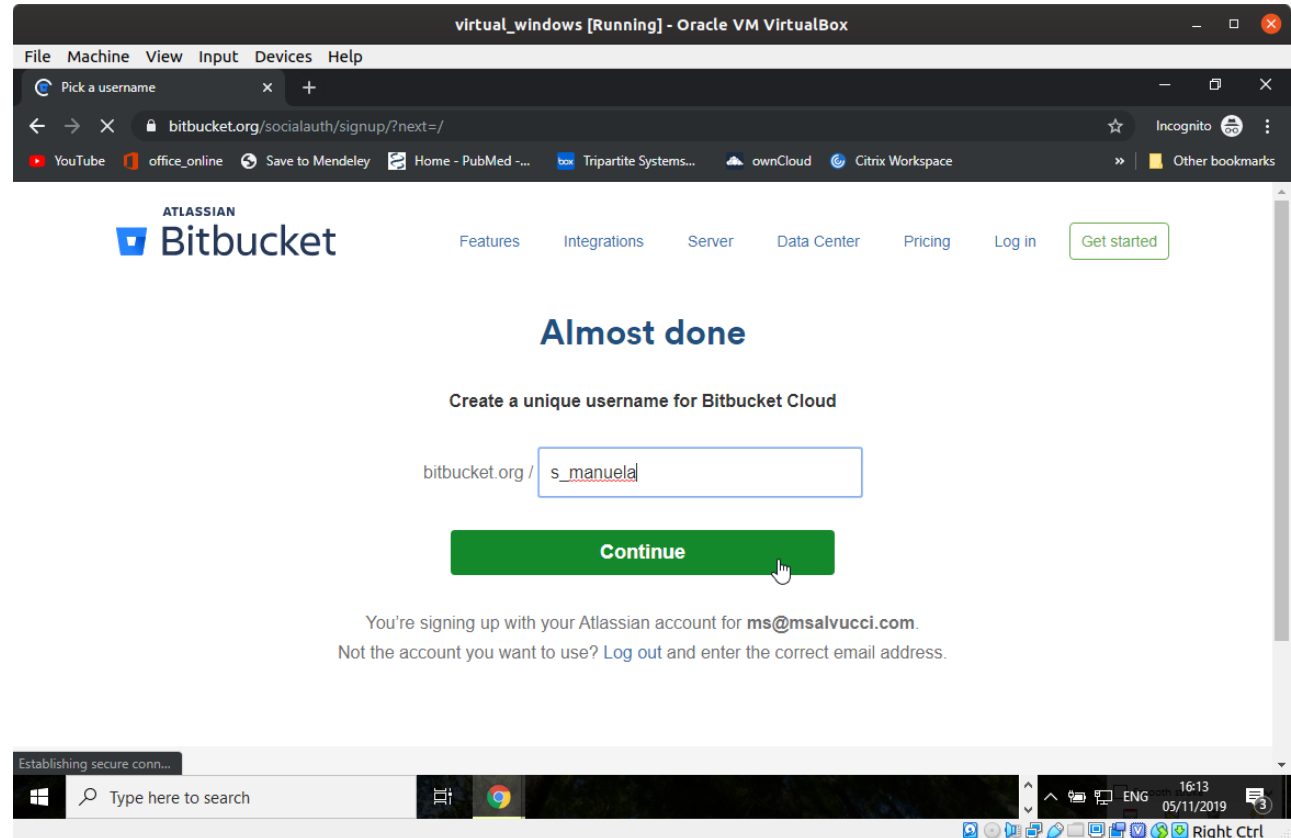 virtual_windows [Running] - Oracle VM VirtualBox
File Machine View Input Devices Help
Pick a username
bitbucket.org/socialauth/signup/?next=/
Incognito
YouTube office_online Save to Mendeley Home - PubMed -... box Tripartite Systems... ownCloud Citrix Workspace » Other bookmarks
ATLASSIAN
Bitbucket
Features Integrations Server Data Center Pricing Log in Get started
Almost done
Create a unique username for Bitbucket Cloud
bitbucket.org / s_manuela
Continue
You're signing up with your Atlassian account for ms@msalvucci.com.
Not the account you want to use? Log out and enter the correct email address.
Establishing secure conn...
Type here to search
ENG
16:13
05/11/2019
3
Right Ctrl